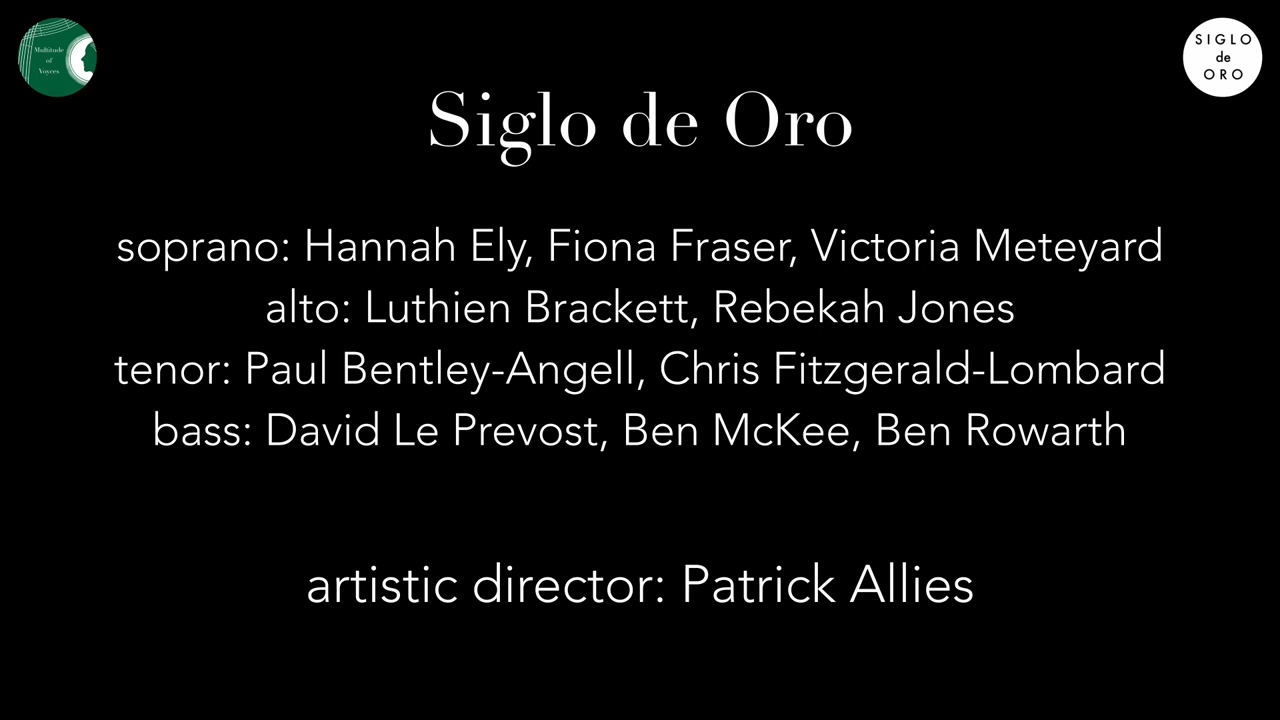 Multitude
of
Voyces
SIGLO
de
ORO
Siglo de Oro
soprano: Hannah Ely, Fiona Fraser, Victoria Meteyard
alto: Luthien Brackett, Rebekah Jones
tenor: Paul Bentley-Angell, Chris Fitzgerald-Lombard
bass: David Le Prevost, Ben McKee, Ben Rowarth
artistic director: Patrick Allies